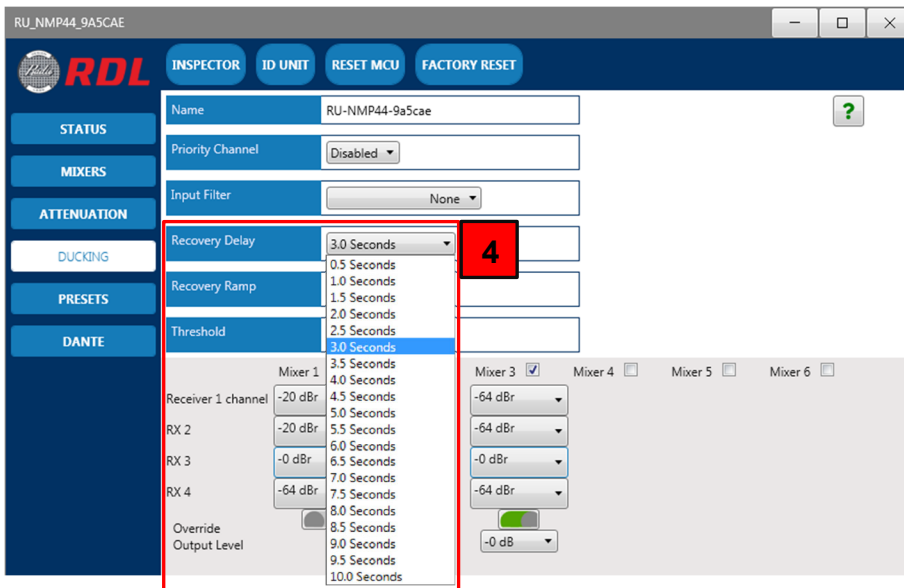 RU_NMP44_9A5CAE
RDL
INSPECTOR ID UNIT RESET MCU FACTORY RESET
STATUS
MIXERS
ATTENUATION
DUCKING
PRESETS
DANTE
Name RU-NMP44-9a5cae ?
Priority Channel Disabled
Input Filter None
Recovery Delay 3.0 Seconds 4
Recovery Ramp
Threshold
0.5 Seconds
1.0 Seconds
1.5 Seconds
2.0 Seconds
2.5 Seconds
3.0 Seconds
3.5 Seconds
4.0 Seconds
4.5 Seconds
5.0 Seconds
5.5 Seconds
6.0 Seconds
6.5 Seconds
7.0 Seconds
7.5 Seconds
8.0 Seconds
8.5 Seconds
9.0 Seconds
9.5 Seconds
10.0 Seconds
Mixer 1 Mixer 3 Mixer 4 Mixer 5 Mixer 6
Receiver 1 channel -20 dBr -64 dBr
RX 2 -20 dBr -64 dBr
RX 3 -0 dBr -0 dBr
RX 4 -64 dBr -64 dBr
Override
Output Level -0 dB